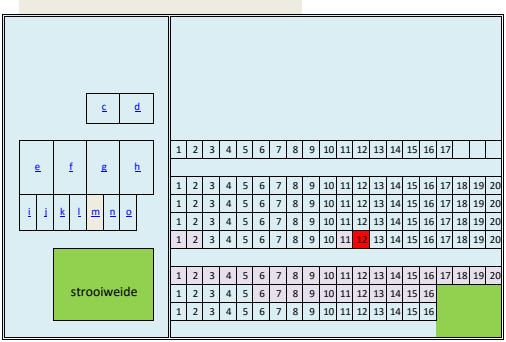 c d
1 2 3 4 5 6 7 8 9 10 11 12 13 14 15 16 17
e f g h
1 2 3 4 5 6 7 8 9 10 11 12 13 14 15 16 17 18 19 20
1 2 3 4 5 6 7 8 9 10 11 12 13 14 15 16 17 18 19 20
i j k l m n o
1 2 3 4 5 6 7 8 9 10 11 12 13 14 15 16 17 18 19 20
1 2 3 4 5 6 7 8 9 10 11 12 13 14 15 16 17 18 19 20
1 2 3 4 5 6 7 8 9 10 11 12 13 14 15 16 17 18 19 20
strooiweide
1 2 3 4 5 6 7 8 9 10 11 12 13 14 15 16
1 2 3 4 5 6 7 8 9 10 11 12 13 14 15 16